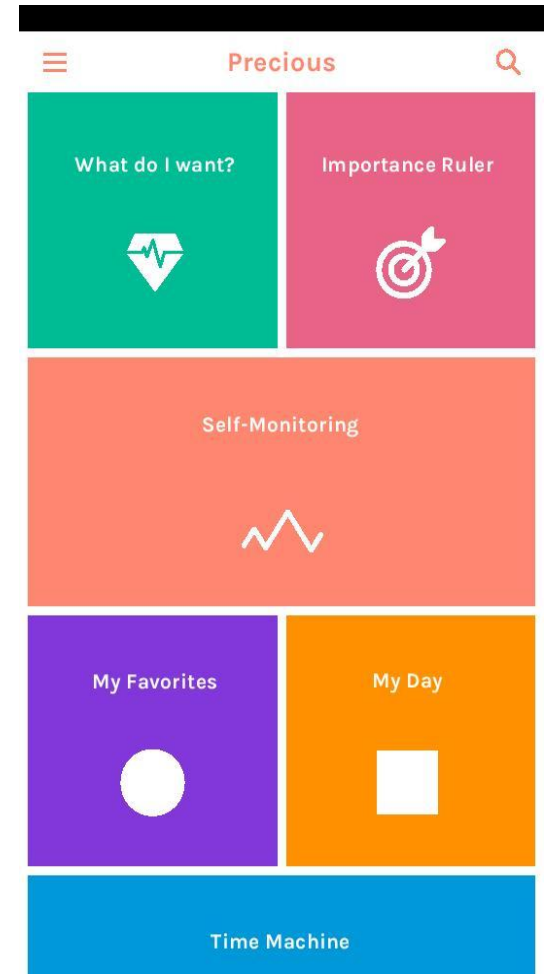 Precious
What do I want?
Importance Ruler
Self-Monitoring
My Favorites
My Day
Time Machine